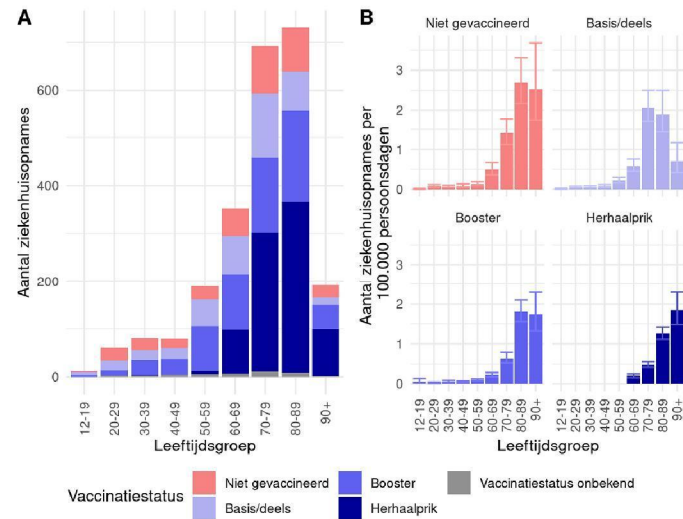 A
Aantal ziekenhuisopnames
600
400
200
0
12-19
20-29
30-39
40-49
50-59
60-69
70-79
80-89
90+
Leeftijdsgroep
B
Aantal ziekenhuisopnames per
100.000 persoonsdagen
Niet gevaccineerd
Basis/deels
3
2
1
0
Booster
Herhaalprik
3
2
1
0
12-19
20-29
30-39
40-49
50-59
60-69
70-79
80-89
90+
12-19
20-29
30-39
40-49
50-59
60-69
70-79
80-89
90+
Leeftijdsgroep
Vaccinatiestatus
Niet gevaccineerd
Basis/deels
Booster
Herhaalprik
Vaccinatiestatus onbekend